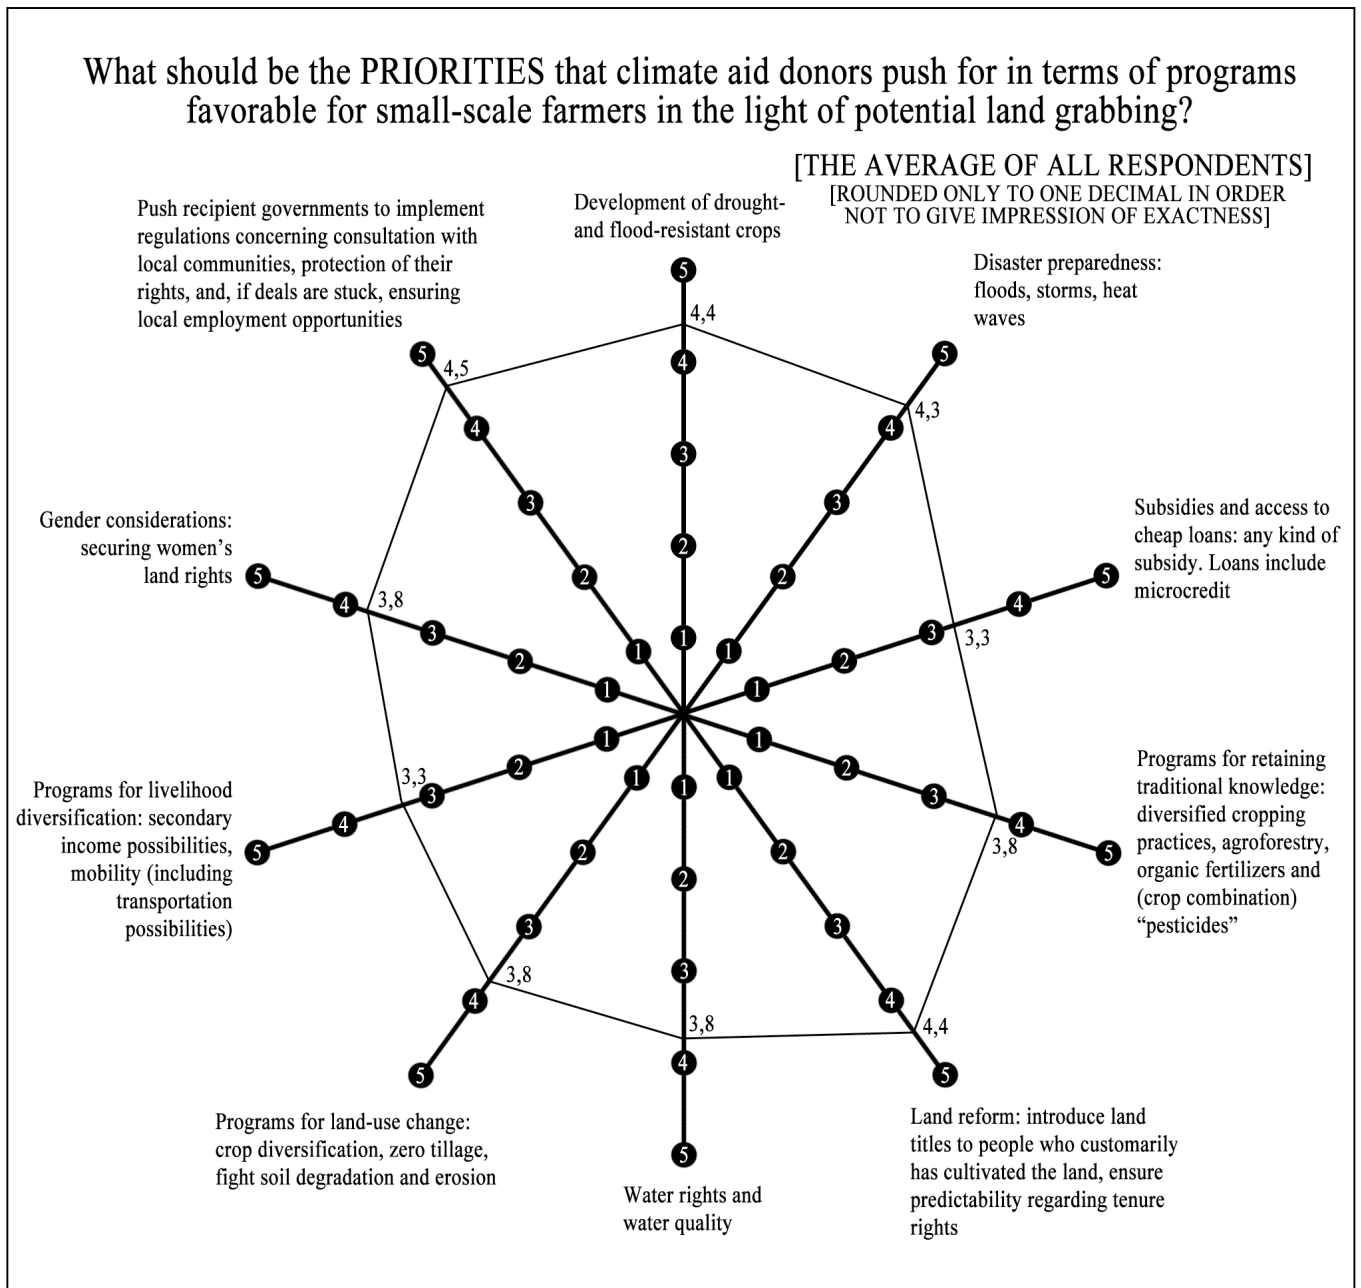 What should be the PRIORITIES that climate aid donors push for in terms of programs
favorable for small-scale farmers in the light of potential land grabbing?
[THE AVERAGE OF ALL RESPONDENTS]
[ROUNDED ONLY TO ONE DECIMAL IN ORDER
NOT TO GIVE IMPRESSION OF EXACTNESS]
Development of drought-
and flood-resistant crops
5
4,4
4
3
2
1
Disaster preparedness:
floods, storms, heat
waves
5
4,3
4
3
2
1
Subsidies and access to
cheap loans: any kind of
subsidy. Loans include
microcredit
5
4
3,3
3
2
1
Programs for retaining
traditional knowledge:
diversified cropping
practices, agroforestry,
organic fertilizers and
(crop combination)
“pesticides”
5
4
3,8
3
2
1
Land reform: introduce land
titles to people who customarily
has cultivated the land, ensure
predictability regarding tenure
rights
5
4,4
4
3
2
1
Water rights and
water quality
5
4
3,8
3
2
1
Programs for land-use change:
crop diversification, zero tillage,
fight soil degradation and erosion
5
4
3,8
3
2
1
Programs for livelihood
diversification: secondary
income possibilities,
mobility (including
transportation
possibilities)
5
4
3,3
3
2
1
Gender considerations:
securing women’s
land rights
5
4
3,8
3
2
1
Push recipient governments to implement
regulations concerning consultation with
local communities, protection of their
rights, and, if deals are stuck, ensuring
local employment opportunities
5
4,5
4
3
2
1